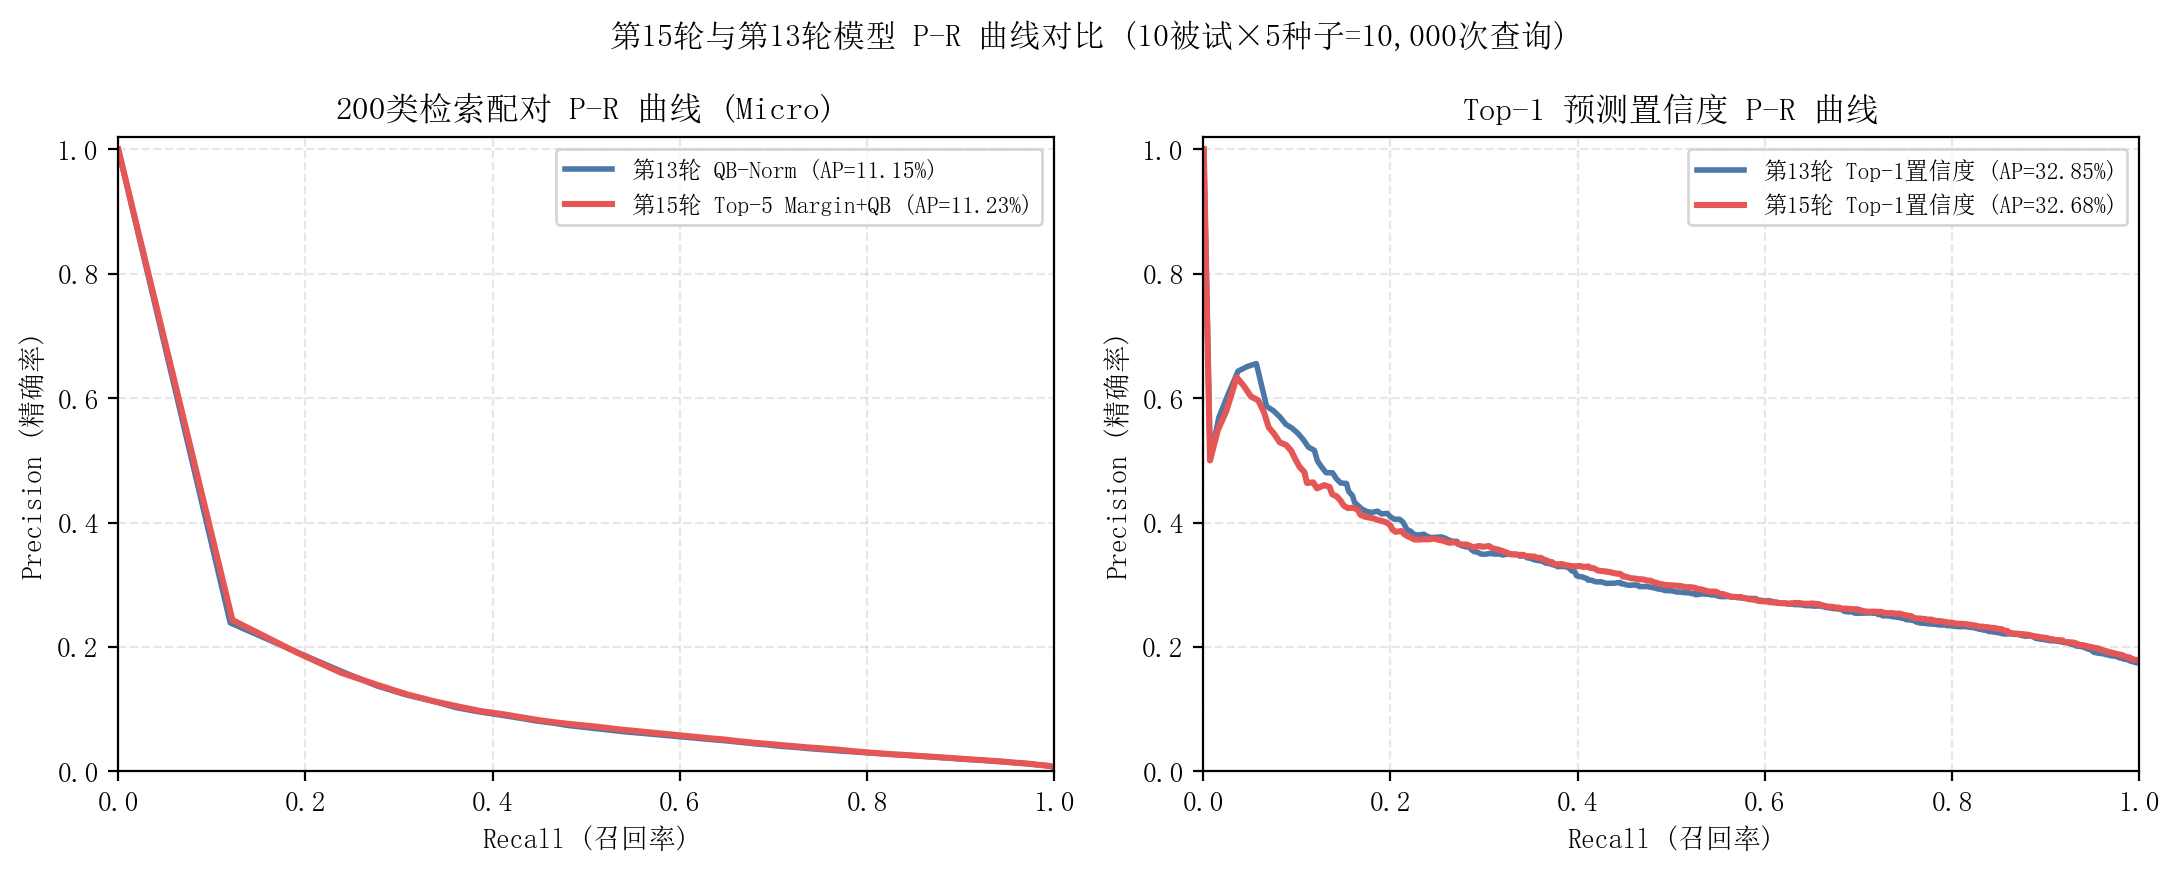 第15轮与第13轮模型 P-R 曲线对比 (10被试×5种子=10,000次查询)
200类检索配对 P-R 曲线 (Micro)
1.0
0.8
0.6
0.4
0.2
0.0
Precision (精确率)
第13轮 QB-Norm (AP=11.15%)
第15轮 Top-5 Margin+QB (AP=11.23%)
0.0 0.2 0.4 0.6 0.8 1.0
Recall (召回率)
Top-1 预测置信度 P-R 曲线
1.0
0.8
0.6
0.4
0.2
0.0
Precision (精确率)
第13轮 Top-1置信度 (AP=32.85%)
第15轮 Top-1置信度 (AP=32.68%)
0.0 0.2 0.4 0.6 0.8 1.0
Recall (召回率)